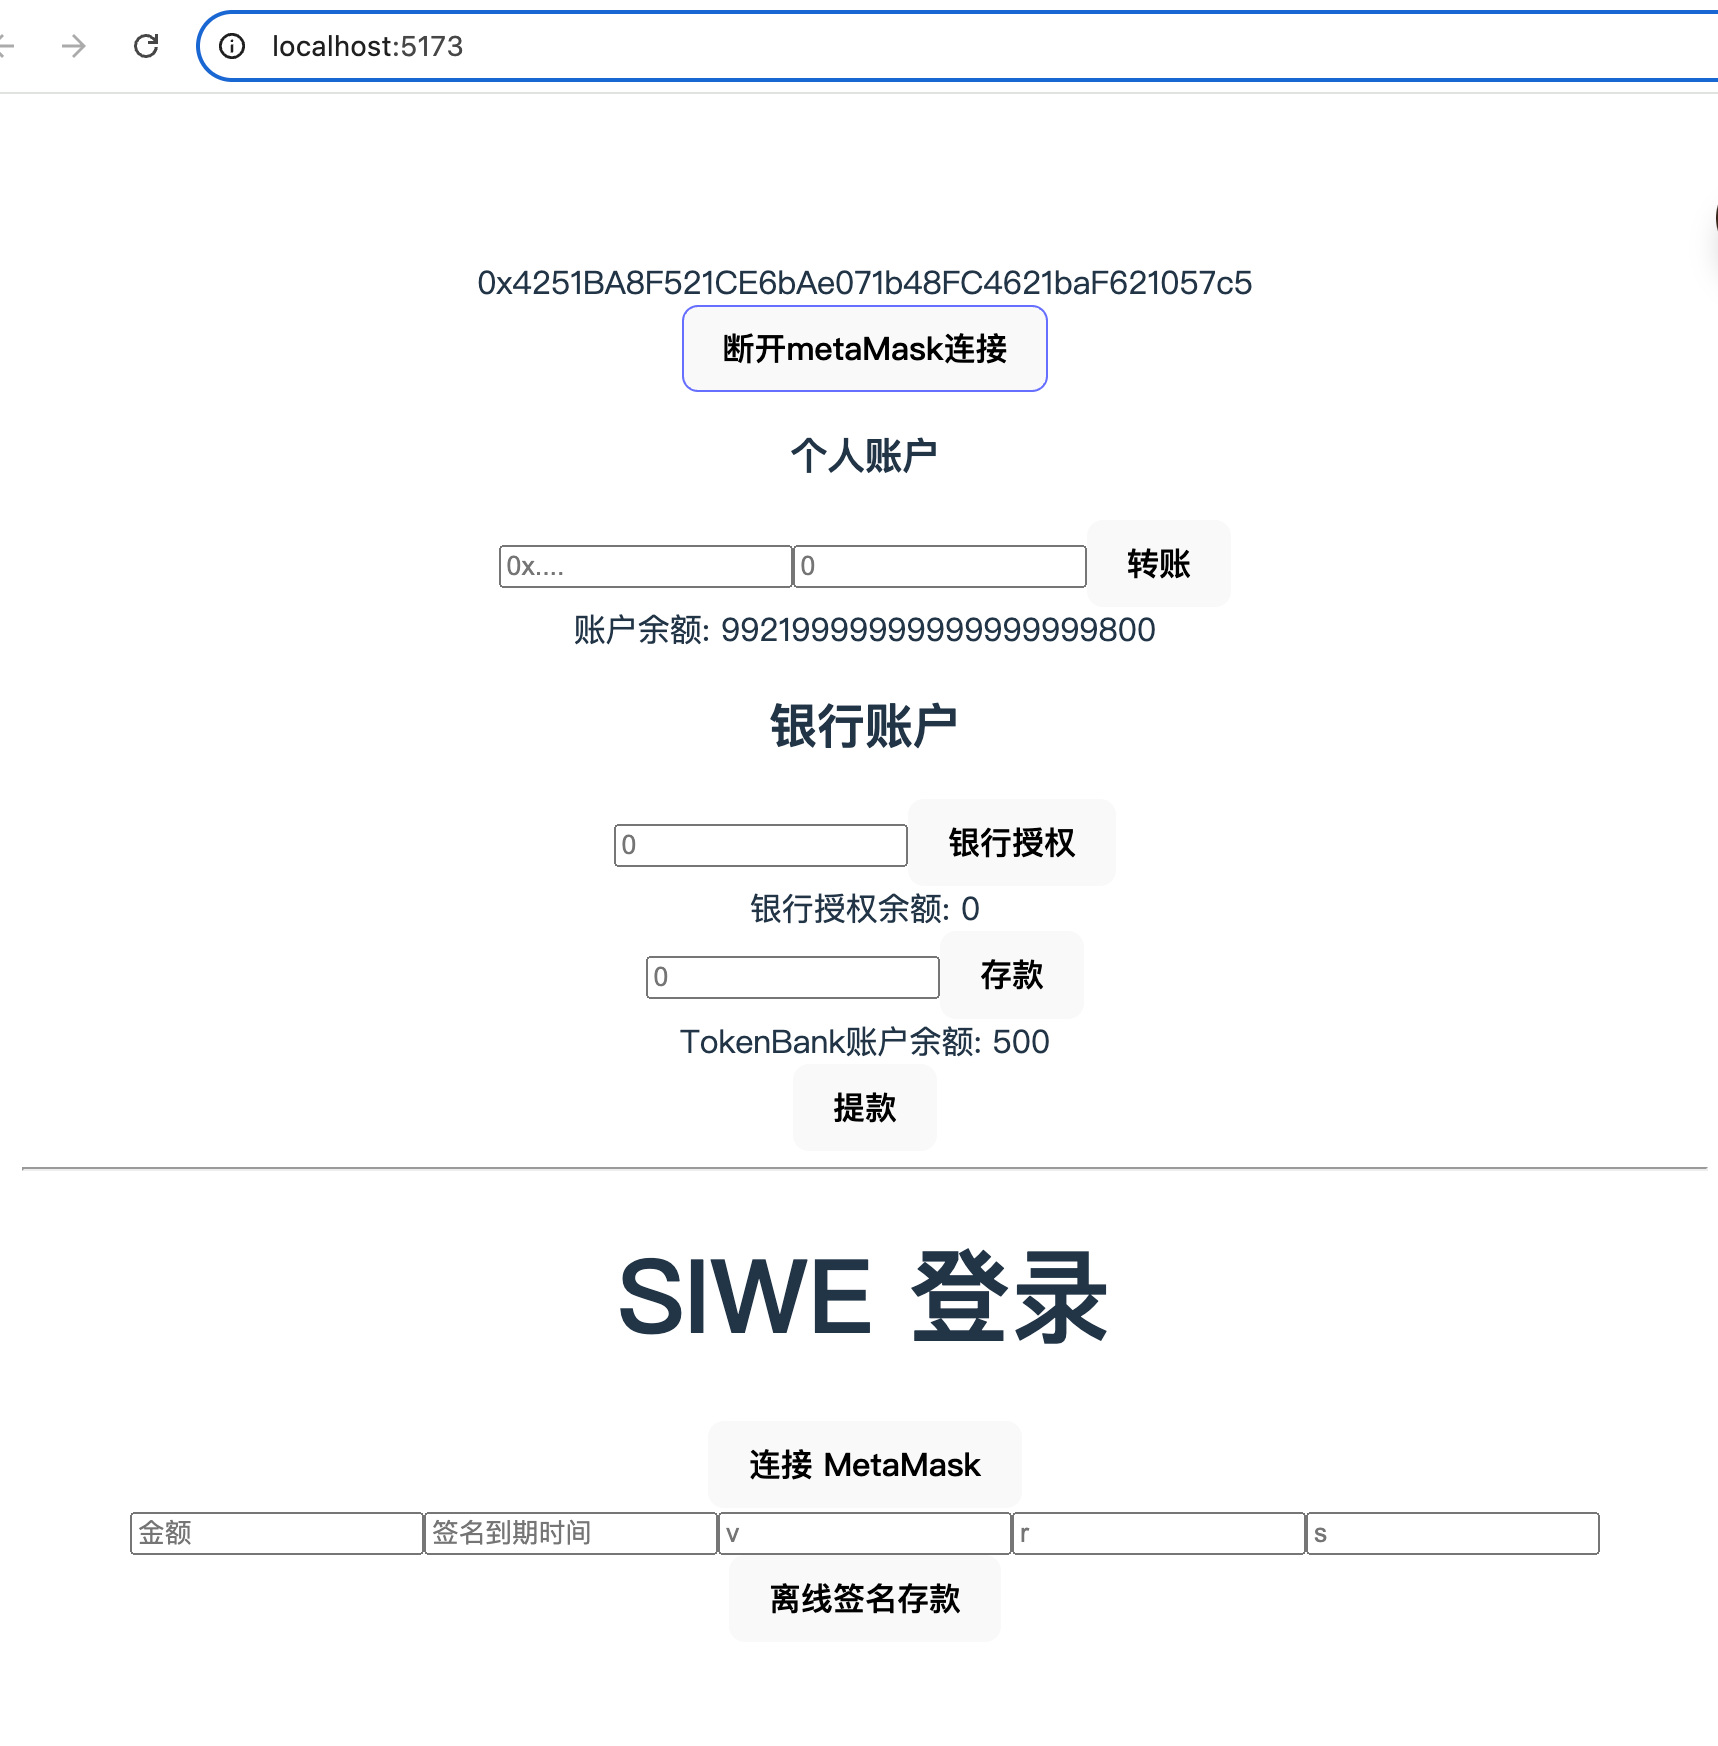 localhost:5173
0x4251BA8F521CE6bAe071b48FC4621baF621057c5
断开metaMask连接
个人账户
0x.... 0 转账
账户余额: 99219999999999999999800
银行账户
0 银行授权
银行授权余额: 0
0 存款
TokenBank账户余额: 500
提款
SIWE 登录
连接 MetaMask
金额 签名到期时间 v r s
离线签名存款